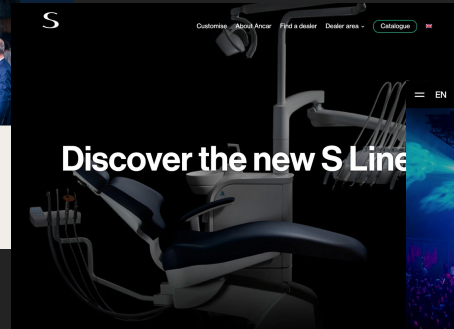 S
Customise About Ancar Find a dealer Dealer area Catalogue
EN
Discover the new S Line